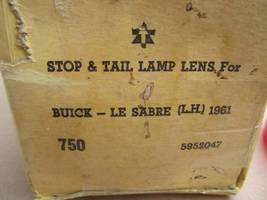 T
STOP & TAIL LAMP LENS, For
BUICK - LE SABRE (L.H.) 1961
750 5952047